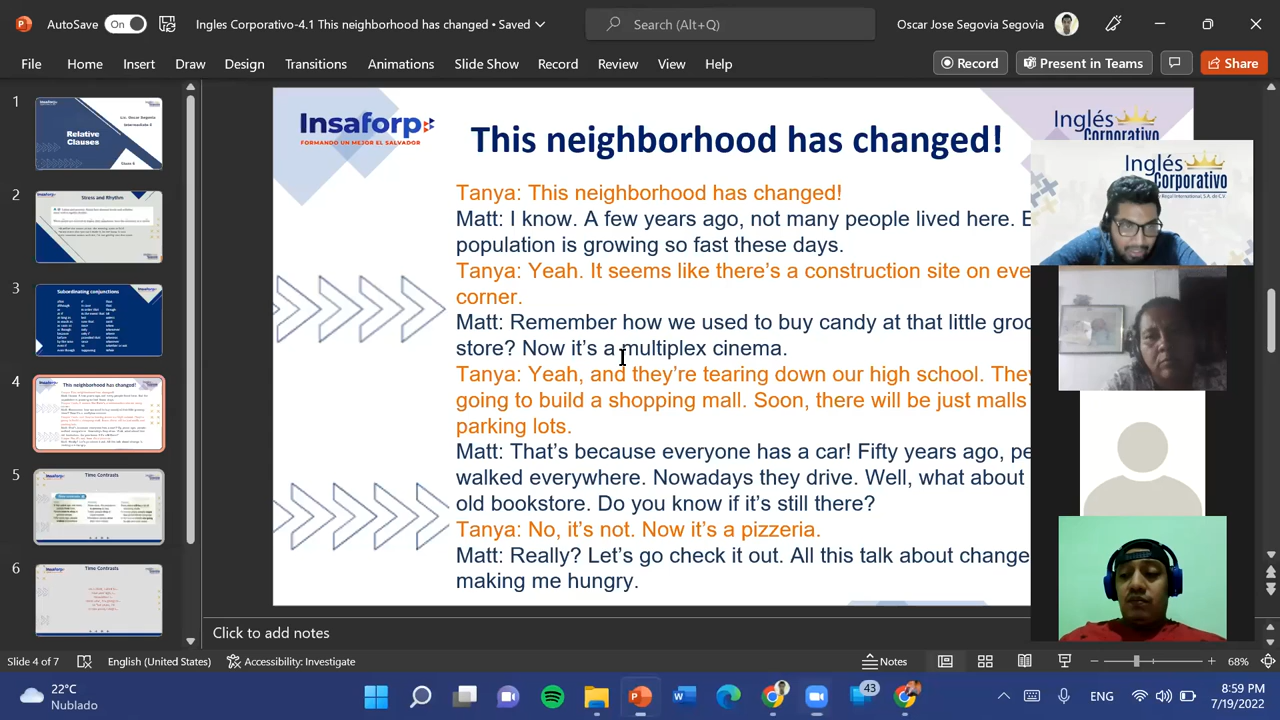 AutoSave On Ingles Corporativo-4.1 This neighborhood has changed • Saved Search (Alt+Q) Oscar Jose Segovia Segovia
File Home Insert Draw Design Transitions Animations Slide Show Record Review View Help Record Present in Teams Share
1
Insaforp
Lic. Oscar Segovia
Intermediate II
Relative
Clauses
2
Stress and Rhythm
3
Subordinating conjunctions
4
This neighborhood has changed!
5
Time Contrasts
6
Time Contrasts
Insaforp
FORMANDO UN MEJOR EL SALVADOR
This neighborhood has changed!
Inglés
Corporativo
Inglés
Corporativo
Tanya: This neighborhood has changed!
Matt: I know. A few years ago, not many people lived here.
population is growing so fast these days.
Tanya: Yeah. It seems like there's a construction site on
corner.
Matt: Remember how we used to buy candy at that little
store? Now it's a multiplex cinema.
Tanya: Yeah, and they're tearing down our high school.
going to build a shopping mall. Soon, there will be just malls
parking lots.
Matt: That's because everyone has a car! Fifty years ago,
walked everywhere. Nowadays they drive. Well, what about
old bookstore. Do you know if it's still there?
Tanya: No, it's not. Now it's a pizzeria.
Matt: Really? Let's go check it out. All this talk about change
making me hungry.
Click to add notes
Slide 4 of 7 English (United States) Accessibility: Investigate Notes 68%
22°C
Nublado
43
ENG
8:59 PM
7/19/2022